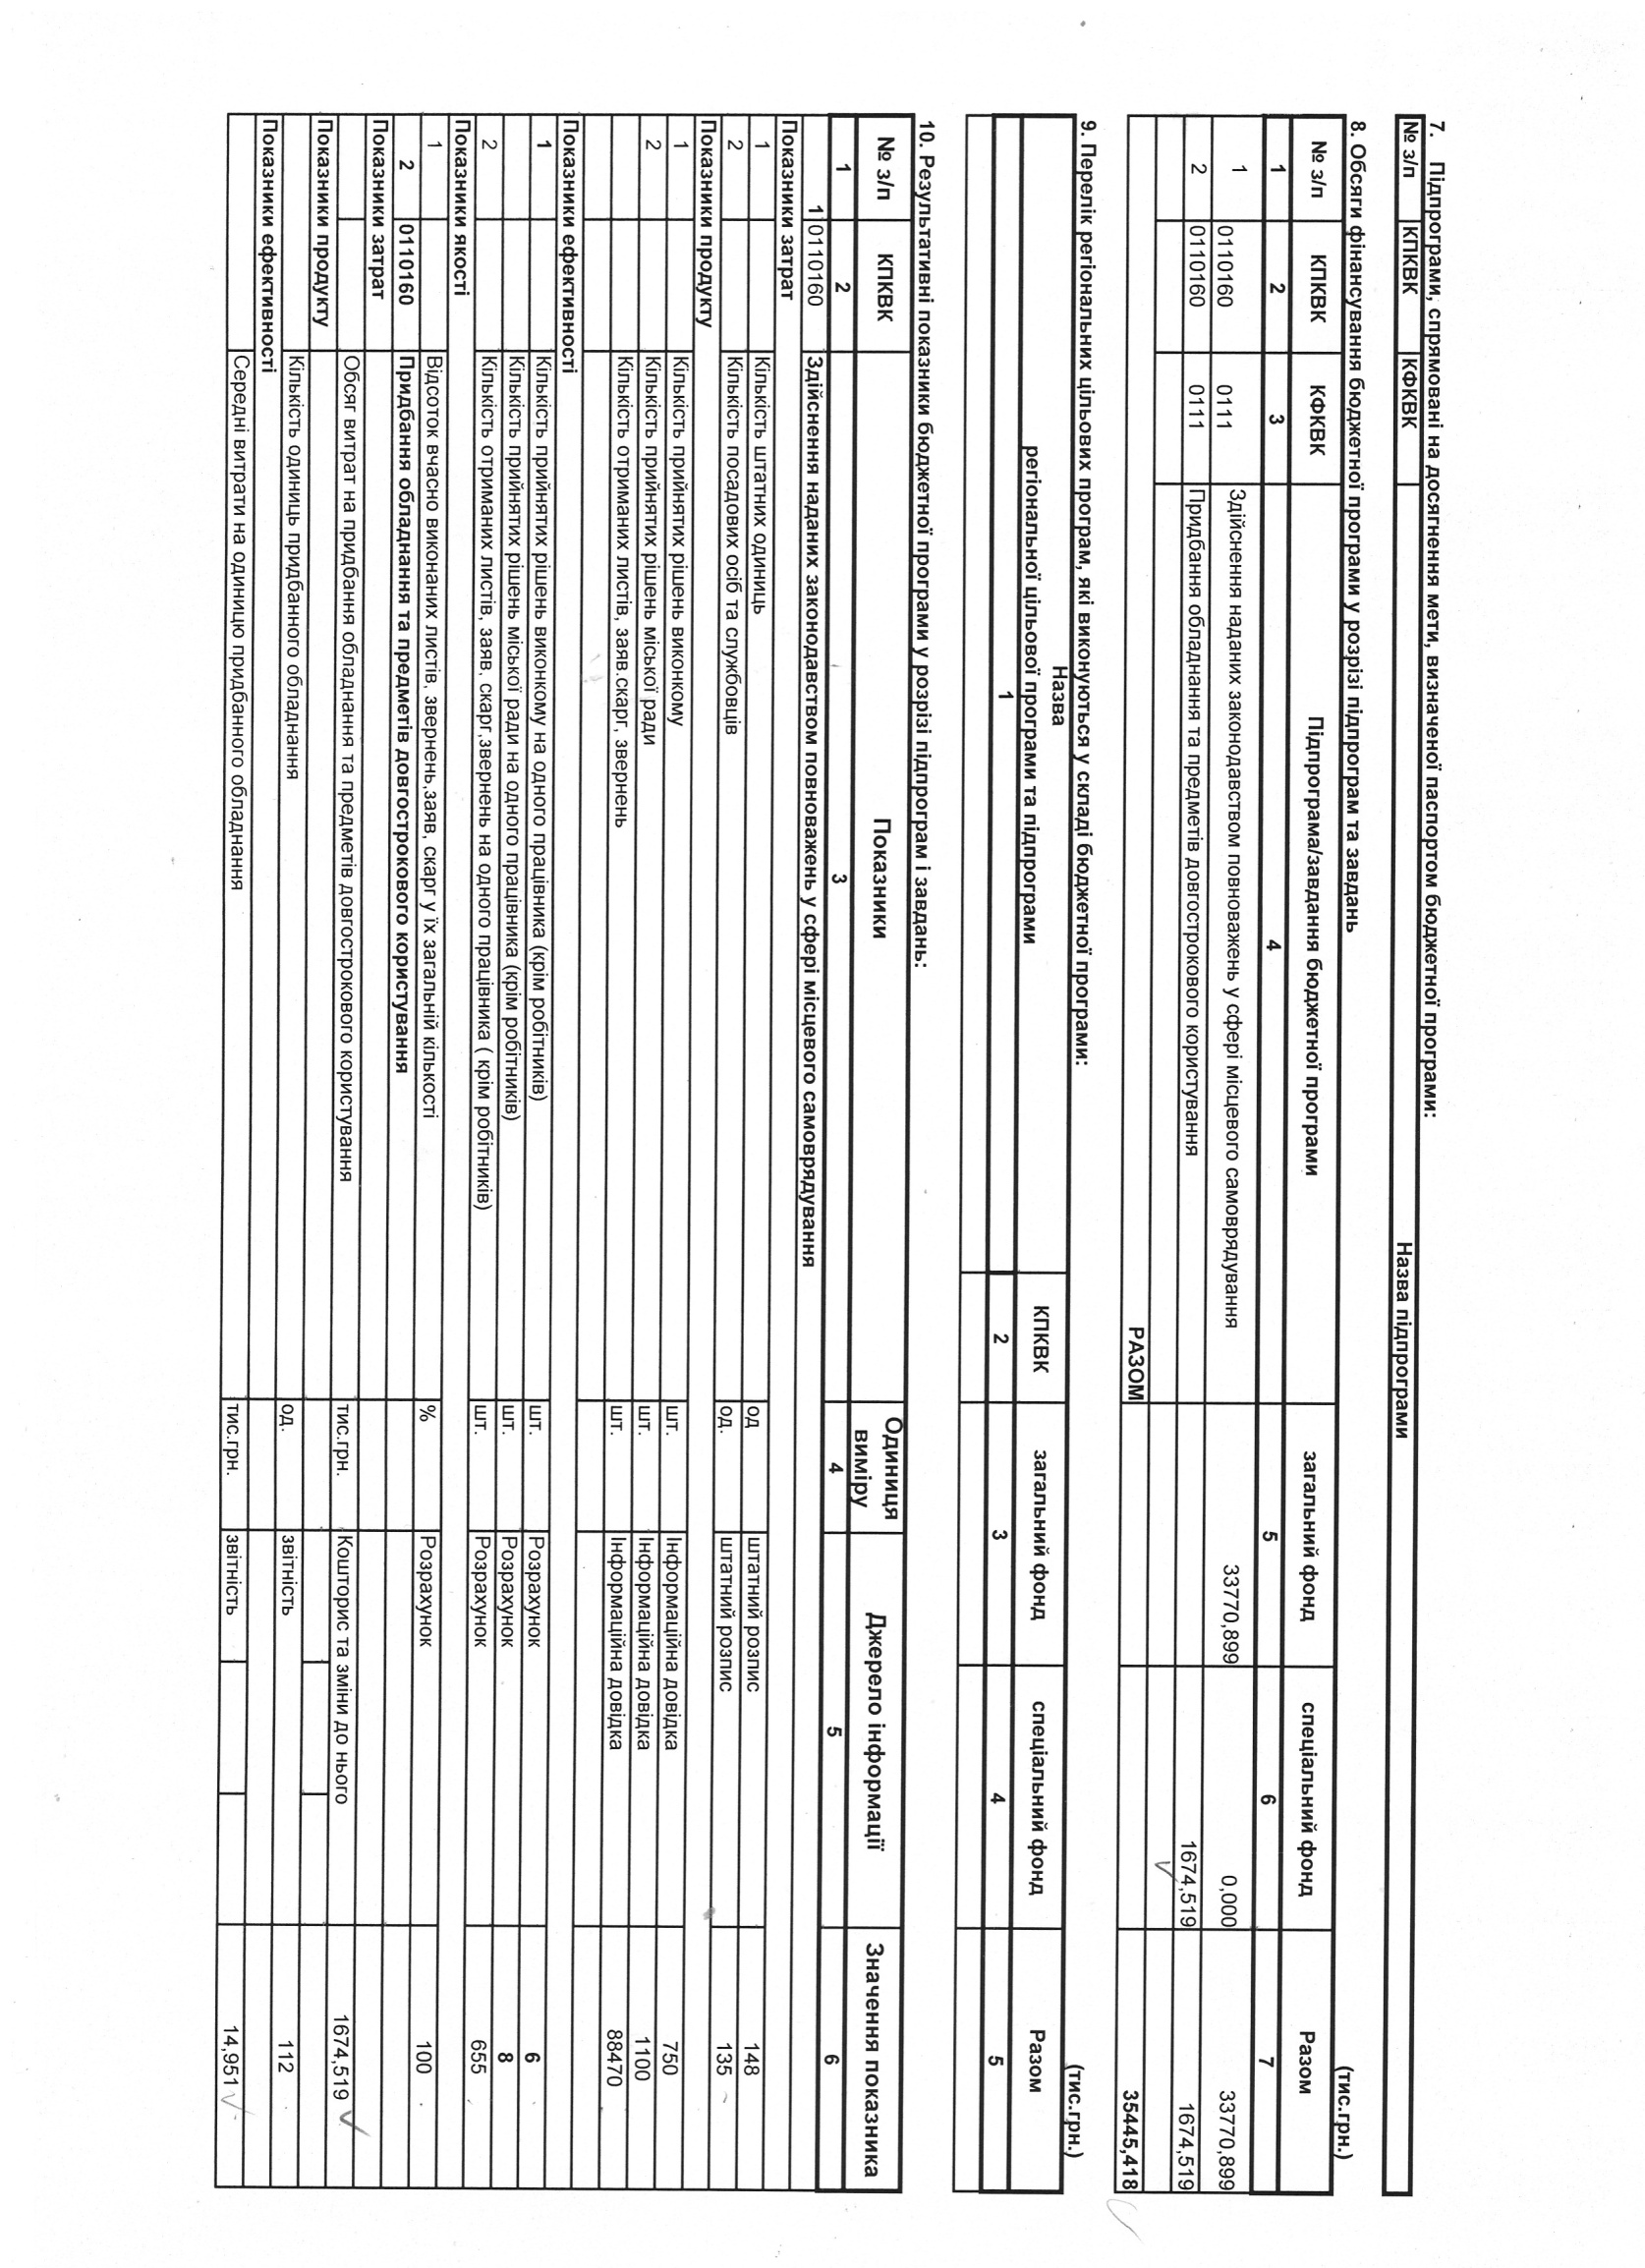 7. Підпрограми, спрямовані на досягнення мети, визначеної паспортом бюджетної програми:
№ з/п КПКВК КФКВК Назва підпрограми
8. Обсяги фінансування бюджетної програми у розрізі підпрограм та завдань
(тис.грн.)
№ з/п КПКВК КФКВК Підпрограма/завдання бюджетної програми загальний фонд спеціальний фонд Разом
1 2 3 4 5 6 7
1 0110160 0111 Здійснення наданих законодавством повноважень у сфері місцевого самоврядування 33770,899 0,000 33770,899
2 0110160 0111 Придбання обладнання та предметів довгострокового користування 1674,519 1674,519
РАЗОМ 35445,418
9. Перелік регіональних цільових програм, які виконуються у складі бюджетної програми:
(тис.грн.)
Назва
регіональної цільової програми та підпрограми КПКВК загальний фонд спеціальний фонд Разом
1 2 3 4 5
10. Результативні показники бюджетної програми у розрізі підпрограм і завдань:
№ з/п КПКВК Показники Одиниця виміру Джерело інформації Значення показника
1 2 3 4 5 6
1 0110160 Здійснення наданих законодавством повноважень у сфері місцевого самоврядування
Показники затрат
1 Кількість штатних одиниць од штатний розпис 148
2 Кількість посадових осіб та службовців од. штатний розпис 135
Показники продукту
1 Кількість прийнятих рішень виконкому шт. Інформаційна довідка 750
2 Кількість прийнятих рішень міської ради шт. Інформаційна довідка 1100
Кількість отриманих листів, заяв.скарг, звернень шт. Інформаційна довідка 88470
Показники ефективності
1 Кількість прийнятих рішень виконкому на одного працівника (крім робітників) шт. Розрахунок 6
Кількість прийнятих рішень міської ради на одного працівника (крім робітників) шт. Розрахунок 8
2 Кількість отриманих листів, заяв, скарг,звернень на одного працівника ( крім робітників) шт. Розрахунок 655
Показники якості
1 Відсоток вчасно виконаних листів, звернень,заяв, скарг у їх загальній кількості % Розрахунок 100
2 0110160 Придбання обладнання та предметів довгострокового користування
Показники затрат
Обсяг витрат на придбання обладнання та предметів довгострокового користування тис.грн. Кошторис та зміни до нього 1674,519
Показники продукту
Кількість одиниць придбанного обладнання од. звітність 112
Показники ефективності
Середні витрати на одиницю придбанного обладнання тис.грн. звітність 14,951